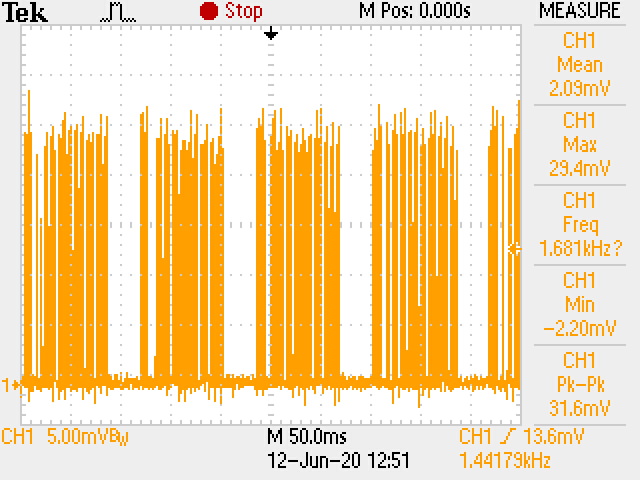 Tek Stop M Pos: 0.000s MEASURE
CH1
Mean
2.09mV
CH1
Max
29.4mV
CH1
Freq
1.681kHz?
CH1
Min
-2.20mV
CH1
Pk-Pk
31.6mV
1
CH1 5.00mVBw M 50.0ms CH1 13.6mV
12-Jun-20 12:51 1.44179kHz